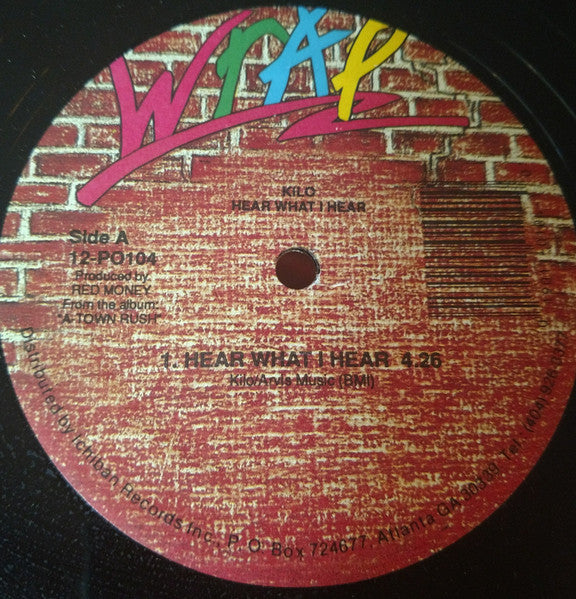 WRAP
KILO
HEAR WHAT I HEAR
Side A
12-PO104
Produced by:
RED MONEY
From the album:
"A-TOWN RUSH"
1. HEAR WHAT I HEAR 4:26
Kilo/Arvis Music (BMI)
Distributed by Ichiban Records Inc., P. O. Box 724677, Atlanta GA 30339 Tel. (404)